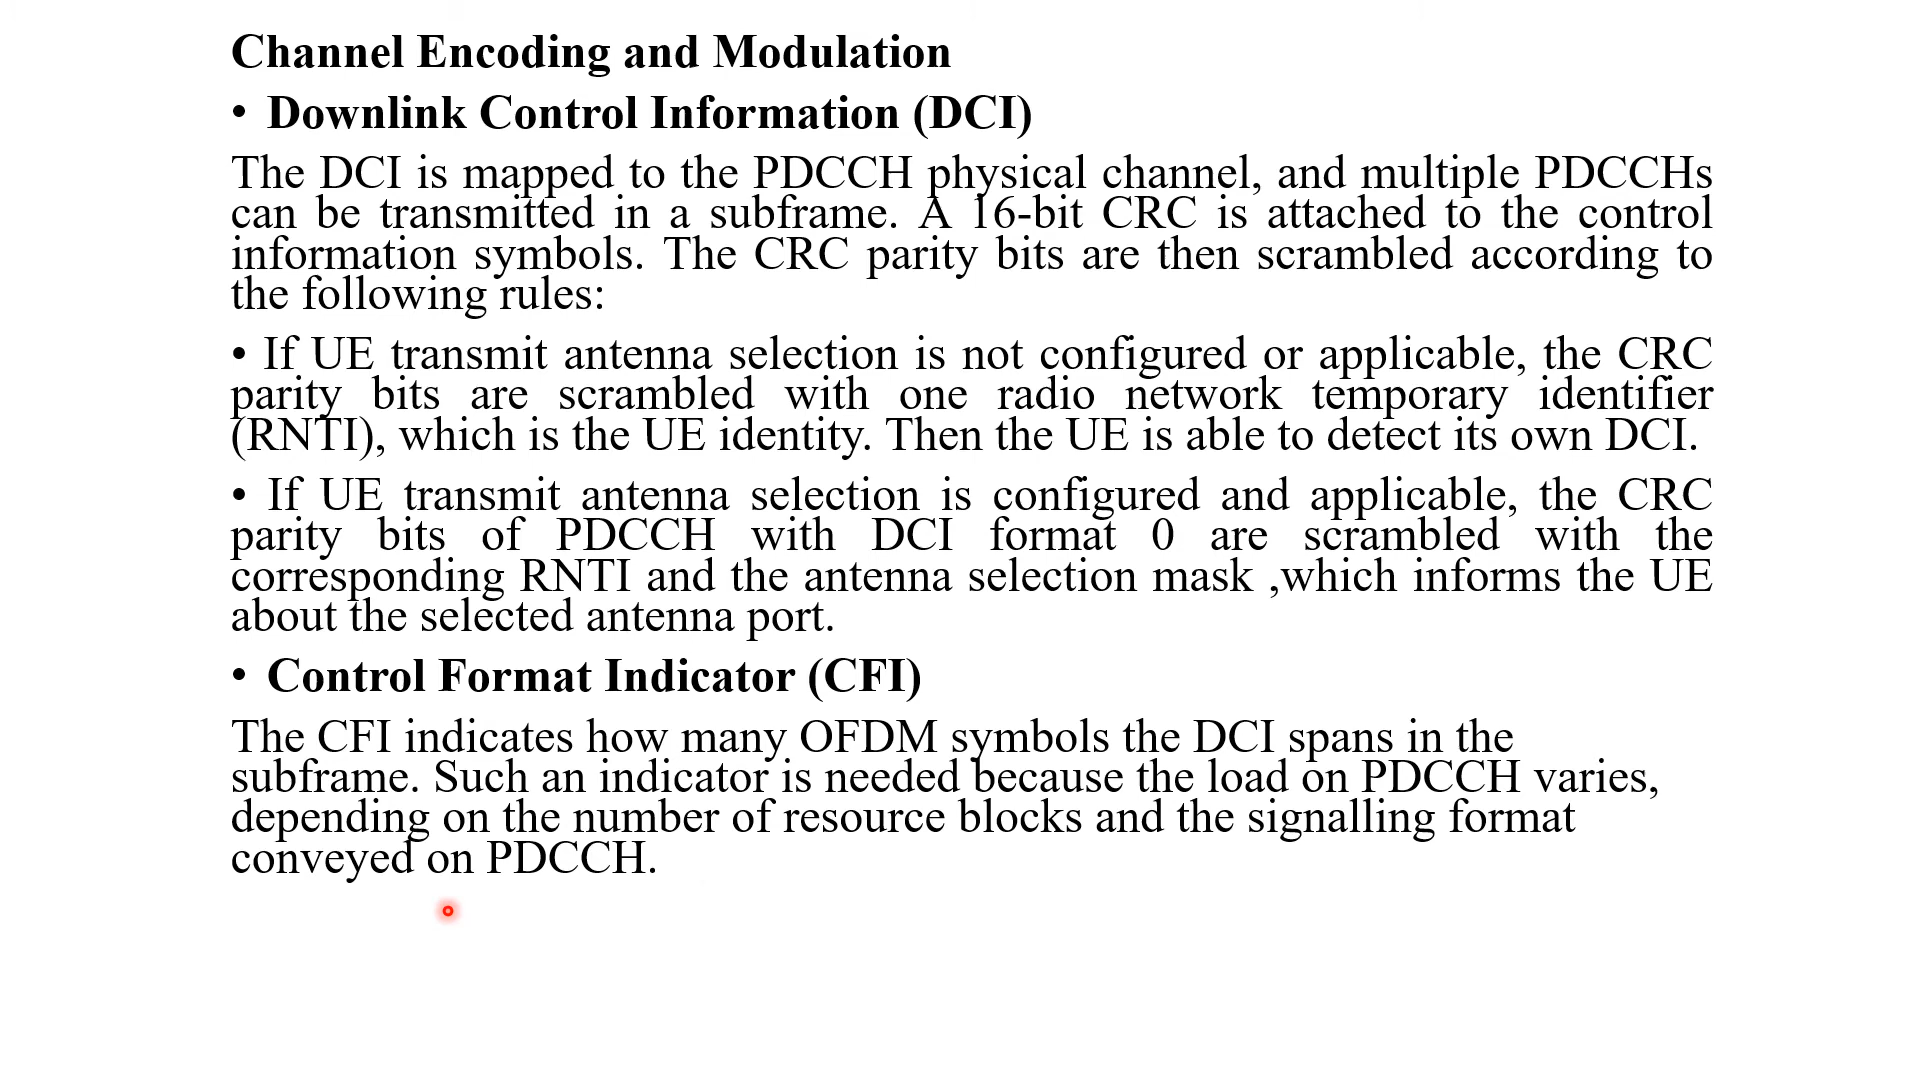 Channel Encoding and Modulation
• Downlink Control Information (DCI)
The DCI is mapped to the PDCCH physical channel, and multiple PDCCHs
can be transmitted in a subframe. A 16-bit CRC is attached to the control
information symbols. The CRC parity bits are then scrambled according to
the following rules:
• If UE transmit antenna selection is not configured or applicable, the CRC
parity bits are scrambled with one radio network temporary identifier
(RNTI), which is the UE identity. Then the UE is able to detect its own DCI.
• If UE transmit antenna selection is configured and applicable, the CRC
parity bits of PDCCH with DCI format 0 are scrambled with the
corresponding RNTI and the antenna selection mask ,which informs the UE
about the selected antenna port.
• Control Format Indicator (CFI)
The CFI indicates how many OFDM symbols the DCI spans in the
subframe. Such an indicator is needed because the load on PDCCH varies,
depending on the number of resource blocks and the signalling format
conveyed on PDCCH.